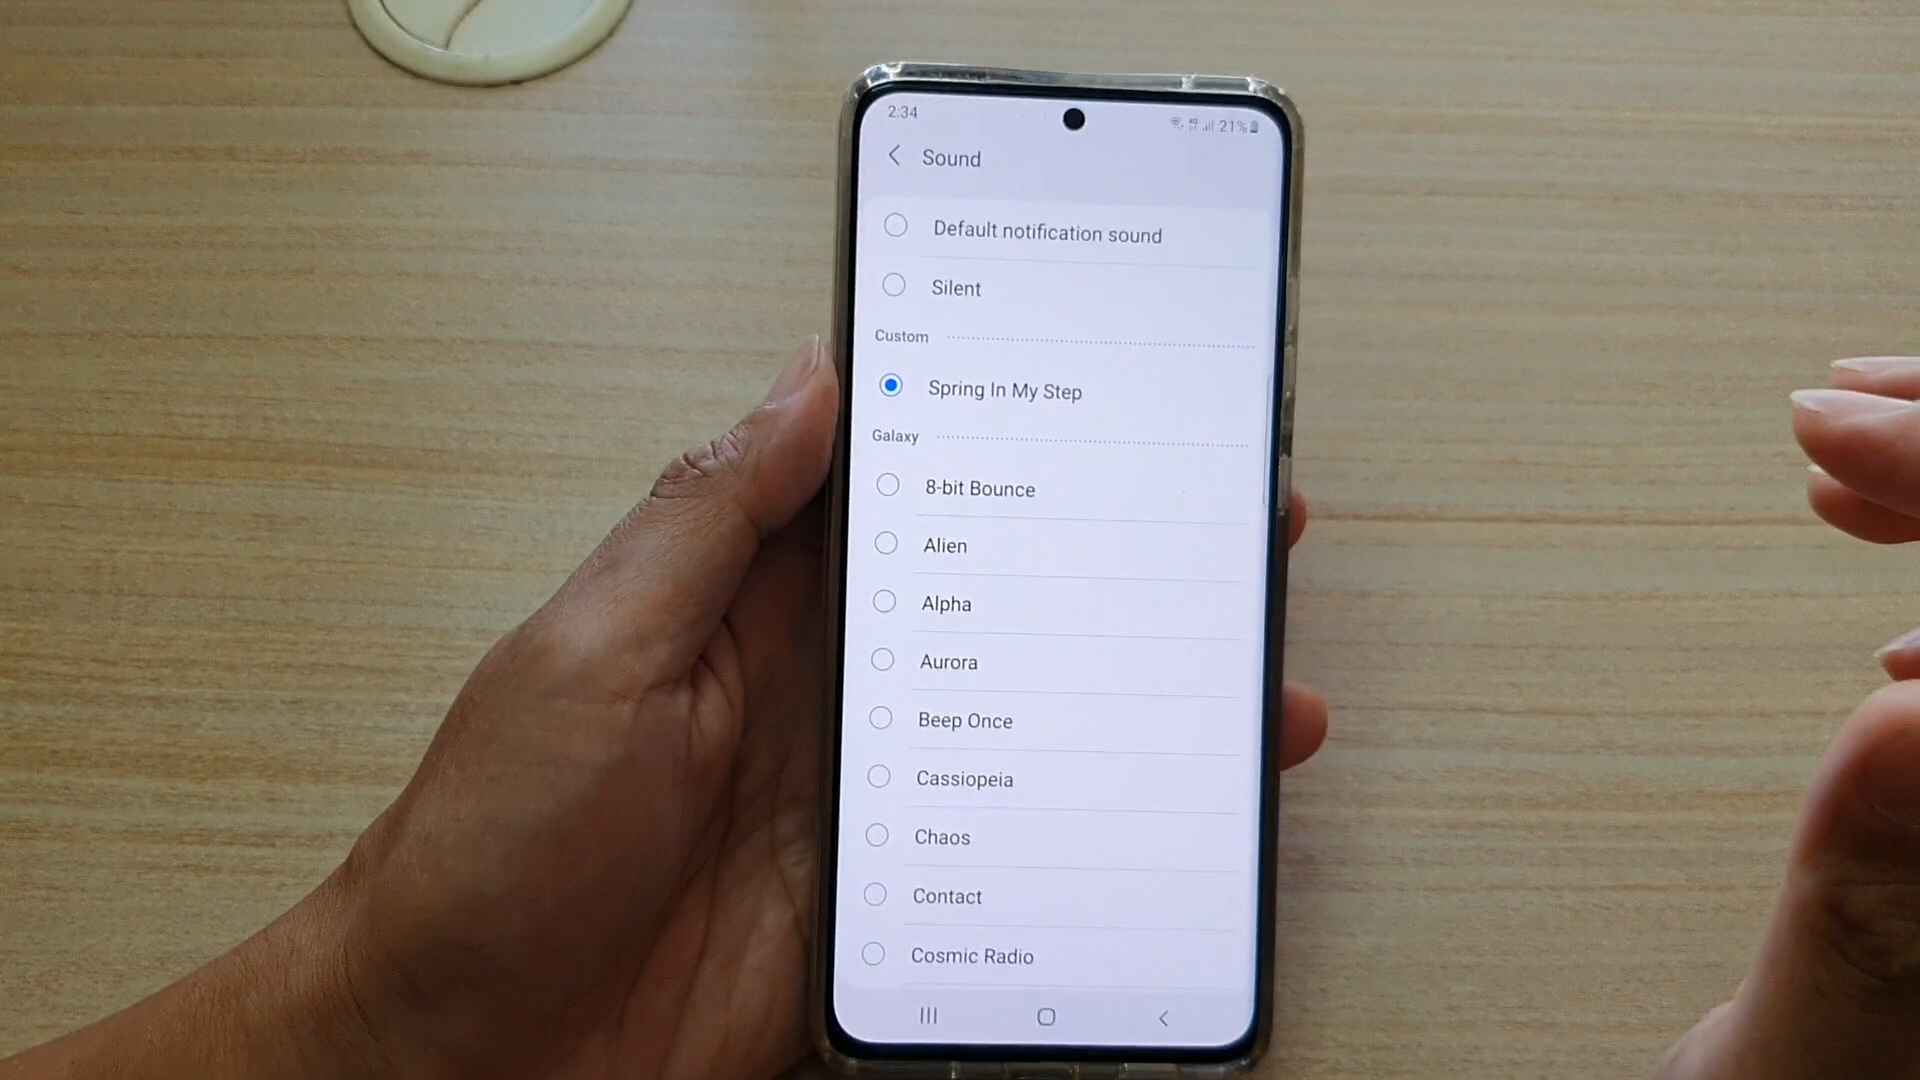 2:34
4G 21%
Sound
Default notification sound
Silent
Custom
Spring In My Step
Galaxy
8-bit Bounce
Alien
Alpha
Aurora
Beep Once
Cassiopeia
Chaos
Contact
Cosmic Radio